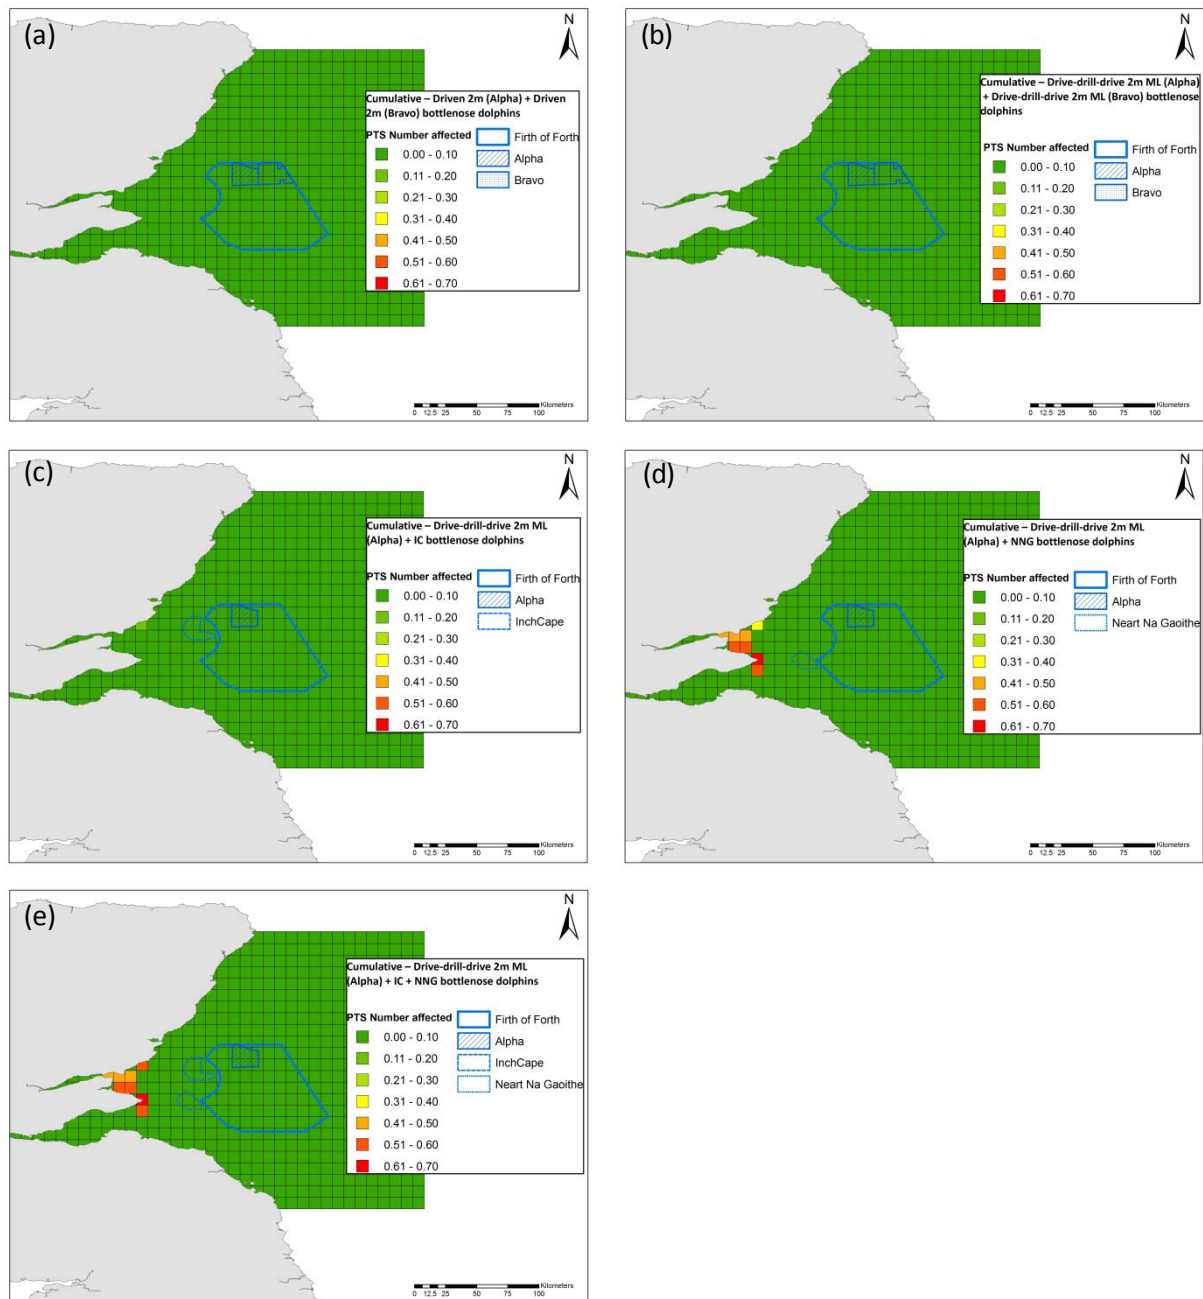 (a)
N
Cumulative – Driven 2m (Alpha) + Driven
2m (Bravo) bottlenose dolphins
PTS Number affected
0.00 - 0.10
0.11 - 0.20
0.21 - 0.30
0.31 - 0.40
0.41 - 0.50
0.51 - 0.60
0.61 - 0.70
Firth of Forth
Alpha
Bravo
Kilometers
0 12.5 25 50 75 100
(b)
N
Cumulative – Drive-drill-drive 2m ML (Alpha)
+ Drive-drill-drive 2m ML (Bravo) bottlenose
dolphins
PTS Number affected
0.00 - 0.10
0.11 - 0.20
0.21 - 0.30
0.31 - 0.40
0.41 - 0.50
0.51 - 0.60
0.61 - 0.70
Firth of Forth
Alpha
Bravo
Kilometers
0 12.5 25 50 75 100
(c)
N
Cumulative – Drive-drill-drive 2m ML
(Alpha) + IC bottlenose dolphins
PTS Number affected
0.00 - 0.10
0.11 - 0.20
0.21 - 0.30
0.31 - 0.40
0.41 - 0.50
0.51 - 0.60
0.61 - 0.70
Firth of Forth
Alpha
InchCape
Kilometers
0 12.5 25 50 75 100
(d)
N
Cumulative – Drive-drill-drive 2m ML
(Alpha) + NNG bottlenose dolphins
PTS Number affected
0.00 - 0.10
0.11 - 0.20
0.21 - 0.30
0.31 - 0.40
0.41 - 0.50
0.51 - 0.60
0.61 - 0.70
Firth of Forth
Alpha
Neart Na Gaoithe
Kilometers
0 12.5 25 50 75 100
(e)
N
Cumulative – Drive-drill-drive 2m ML
(Alpha) + IC + NNG bottlenose dolphins
PTS Number affected
0.00 - 0.10
0.11 - 0.20
0.21 - 0.30
0.31 - 0.40
0.41 - 0.50
0.51 - 0.60
0.61 - 0.70
Firth of Forth
Alpha
InchCape
Neart Na Gaoithe
Kilometers
0 12.5 25 50 75 100